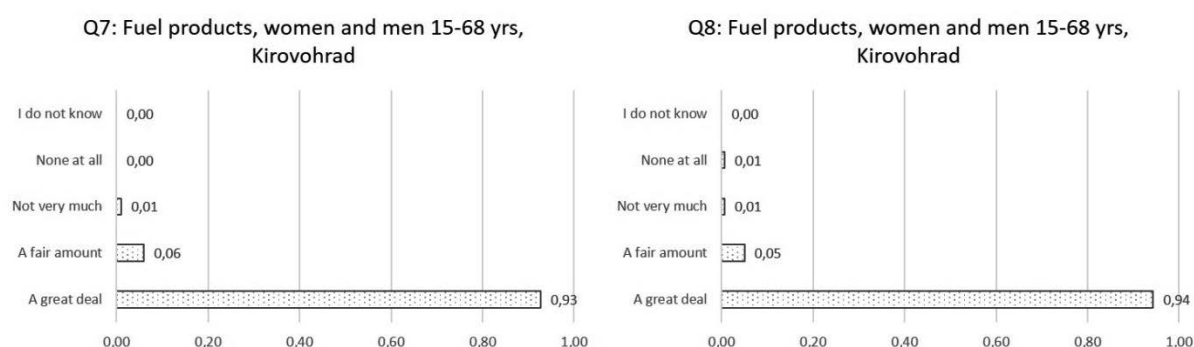 Q7: Fuel products, women and men 15-68 yrs,
Kirovohrad
I do not know
0,00
None at all
0,00
Not very much
0,01
A fair amount
0,06
A great deal
0,93
0,00 0,20 0,40 0,60 0,80 1,00
Q8: Fuel products, women and men 15-68 yrs,
Kirovohrad
I do not know
0,00
None at all
0,01
Not very much
0,01
A fair amount
0,05
A great deal
0,94
0,00 0,20 0,40 0,60 0,80 1,00